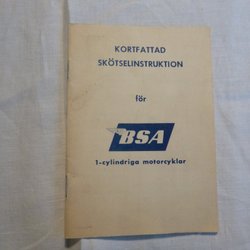 KORTFATTAD
SKÖTSELINSTRUKTION
för
BSA
1-cylindriga motorcyklar